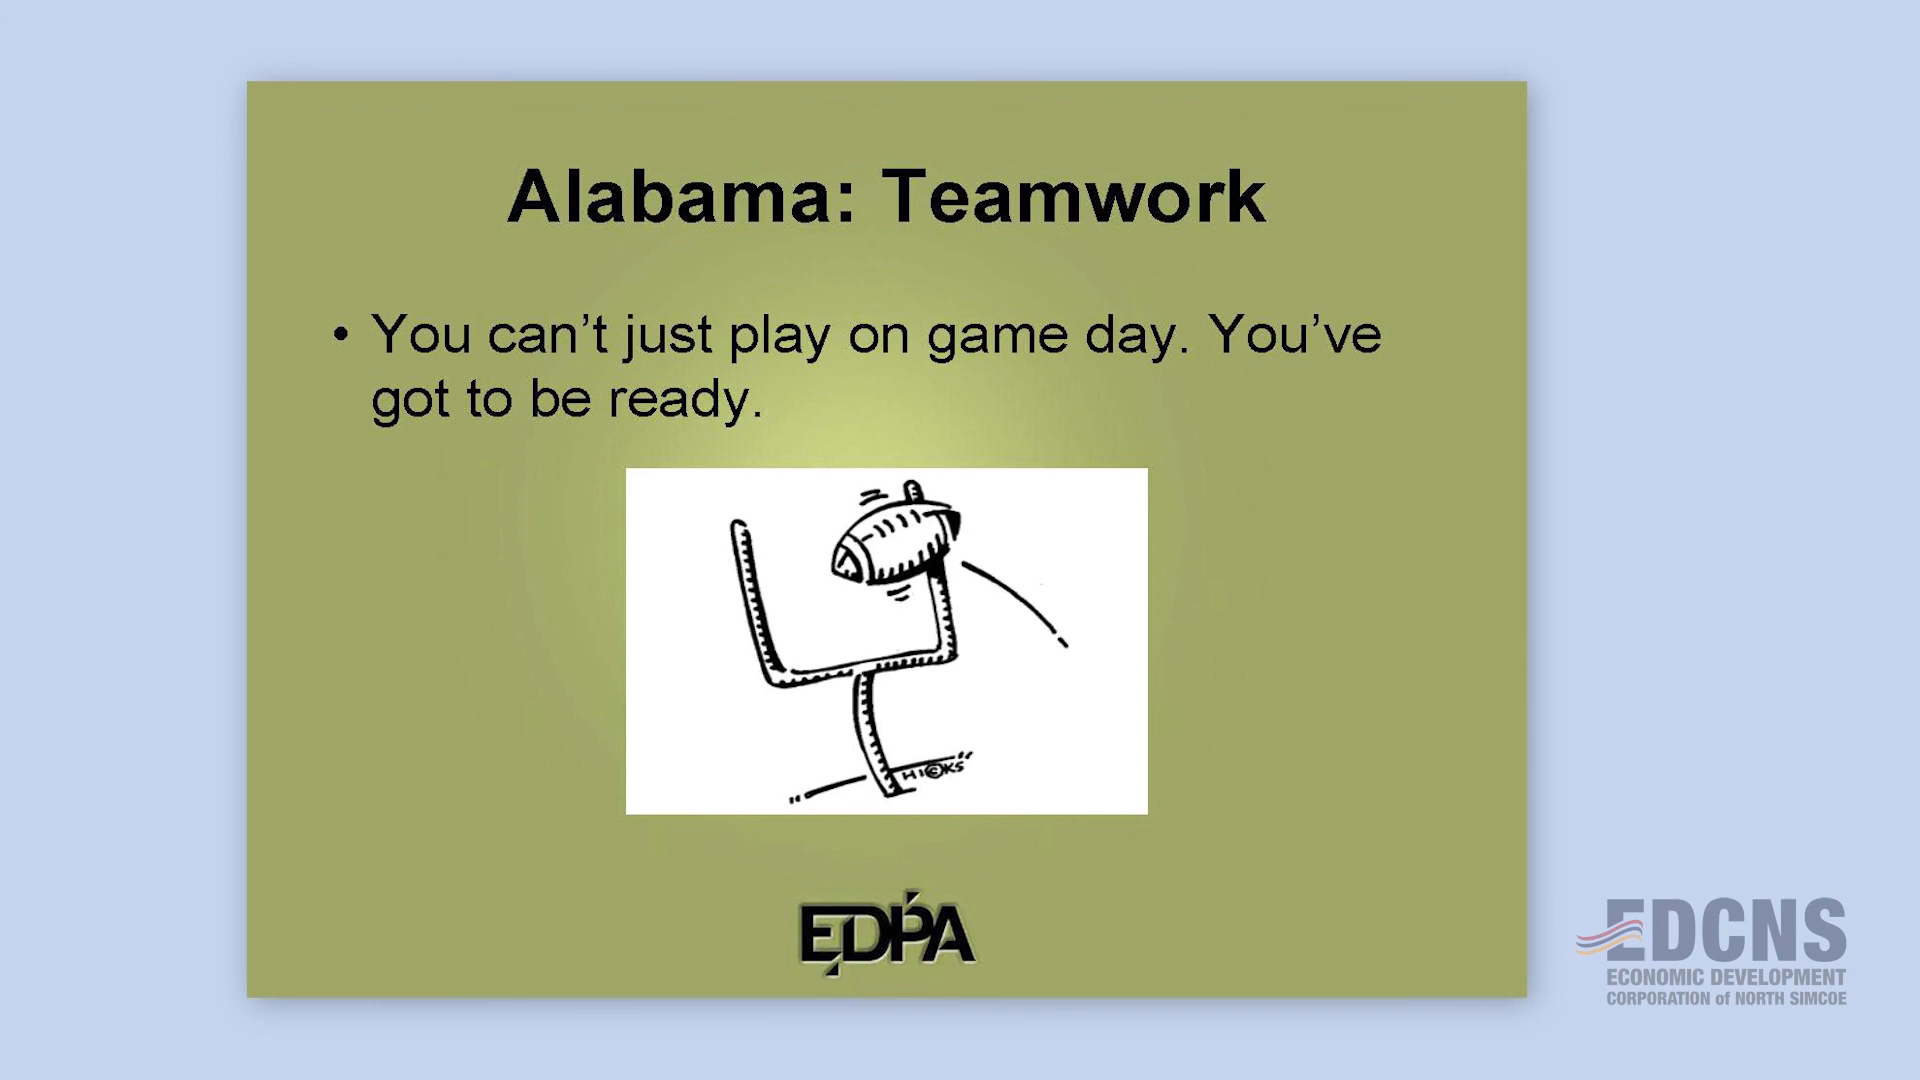 Alabama: Teamwork
• You can’t just play on game day. You’ve
got to be ready.
HICKS
EDPA
EDCNS
ECONOMIC DEVELOPMENT
CORPORATION of NORTH SIMCOE